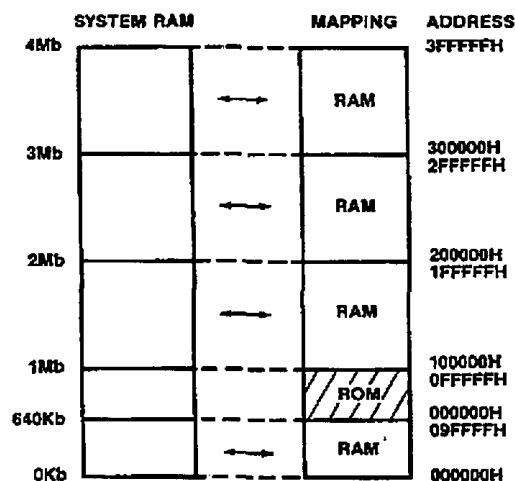 SYSTEM RAM MAPPING ADDRESS
4Mb 3FFFFFH
RAM
3Mb 300000H
2FFFFFH
RAM
2Mb 200000H
1FFFFFH
RAM
1Mb 100000H
0FFFFFH
ROM
640Kb 000000H
09FFFFH
RAM
0Kb 000000H